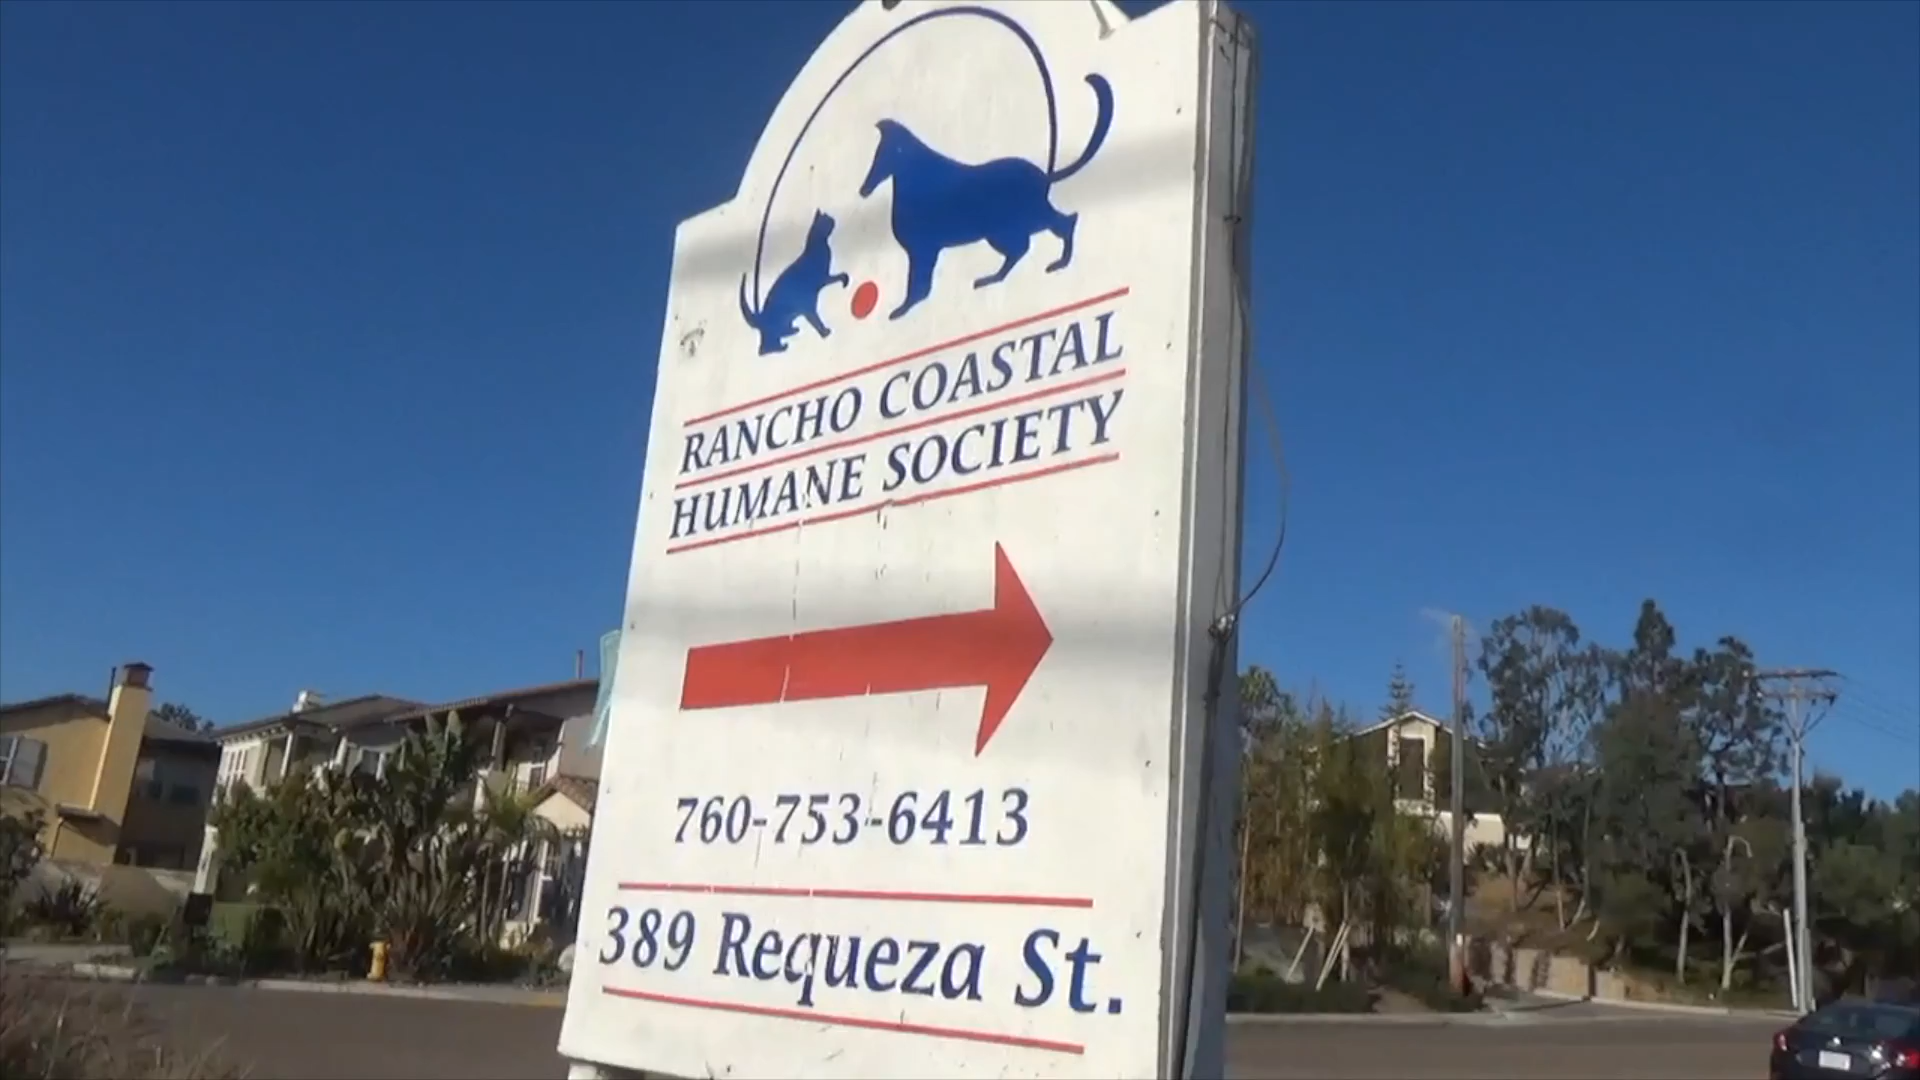 RANCHO COASTAL
HUMANE SOCIETY
760-753-6413
389 Requeza St.